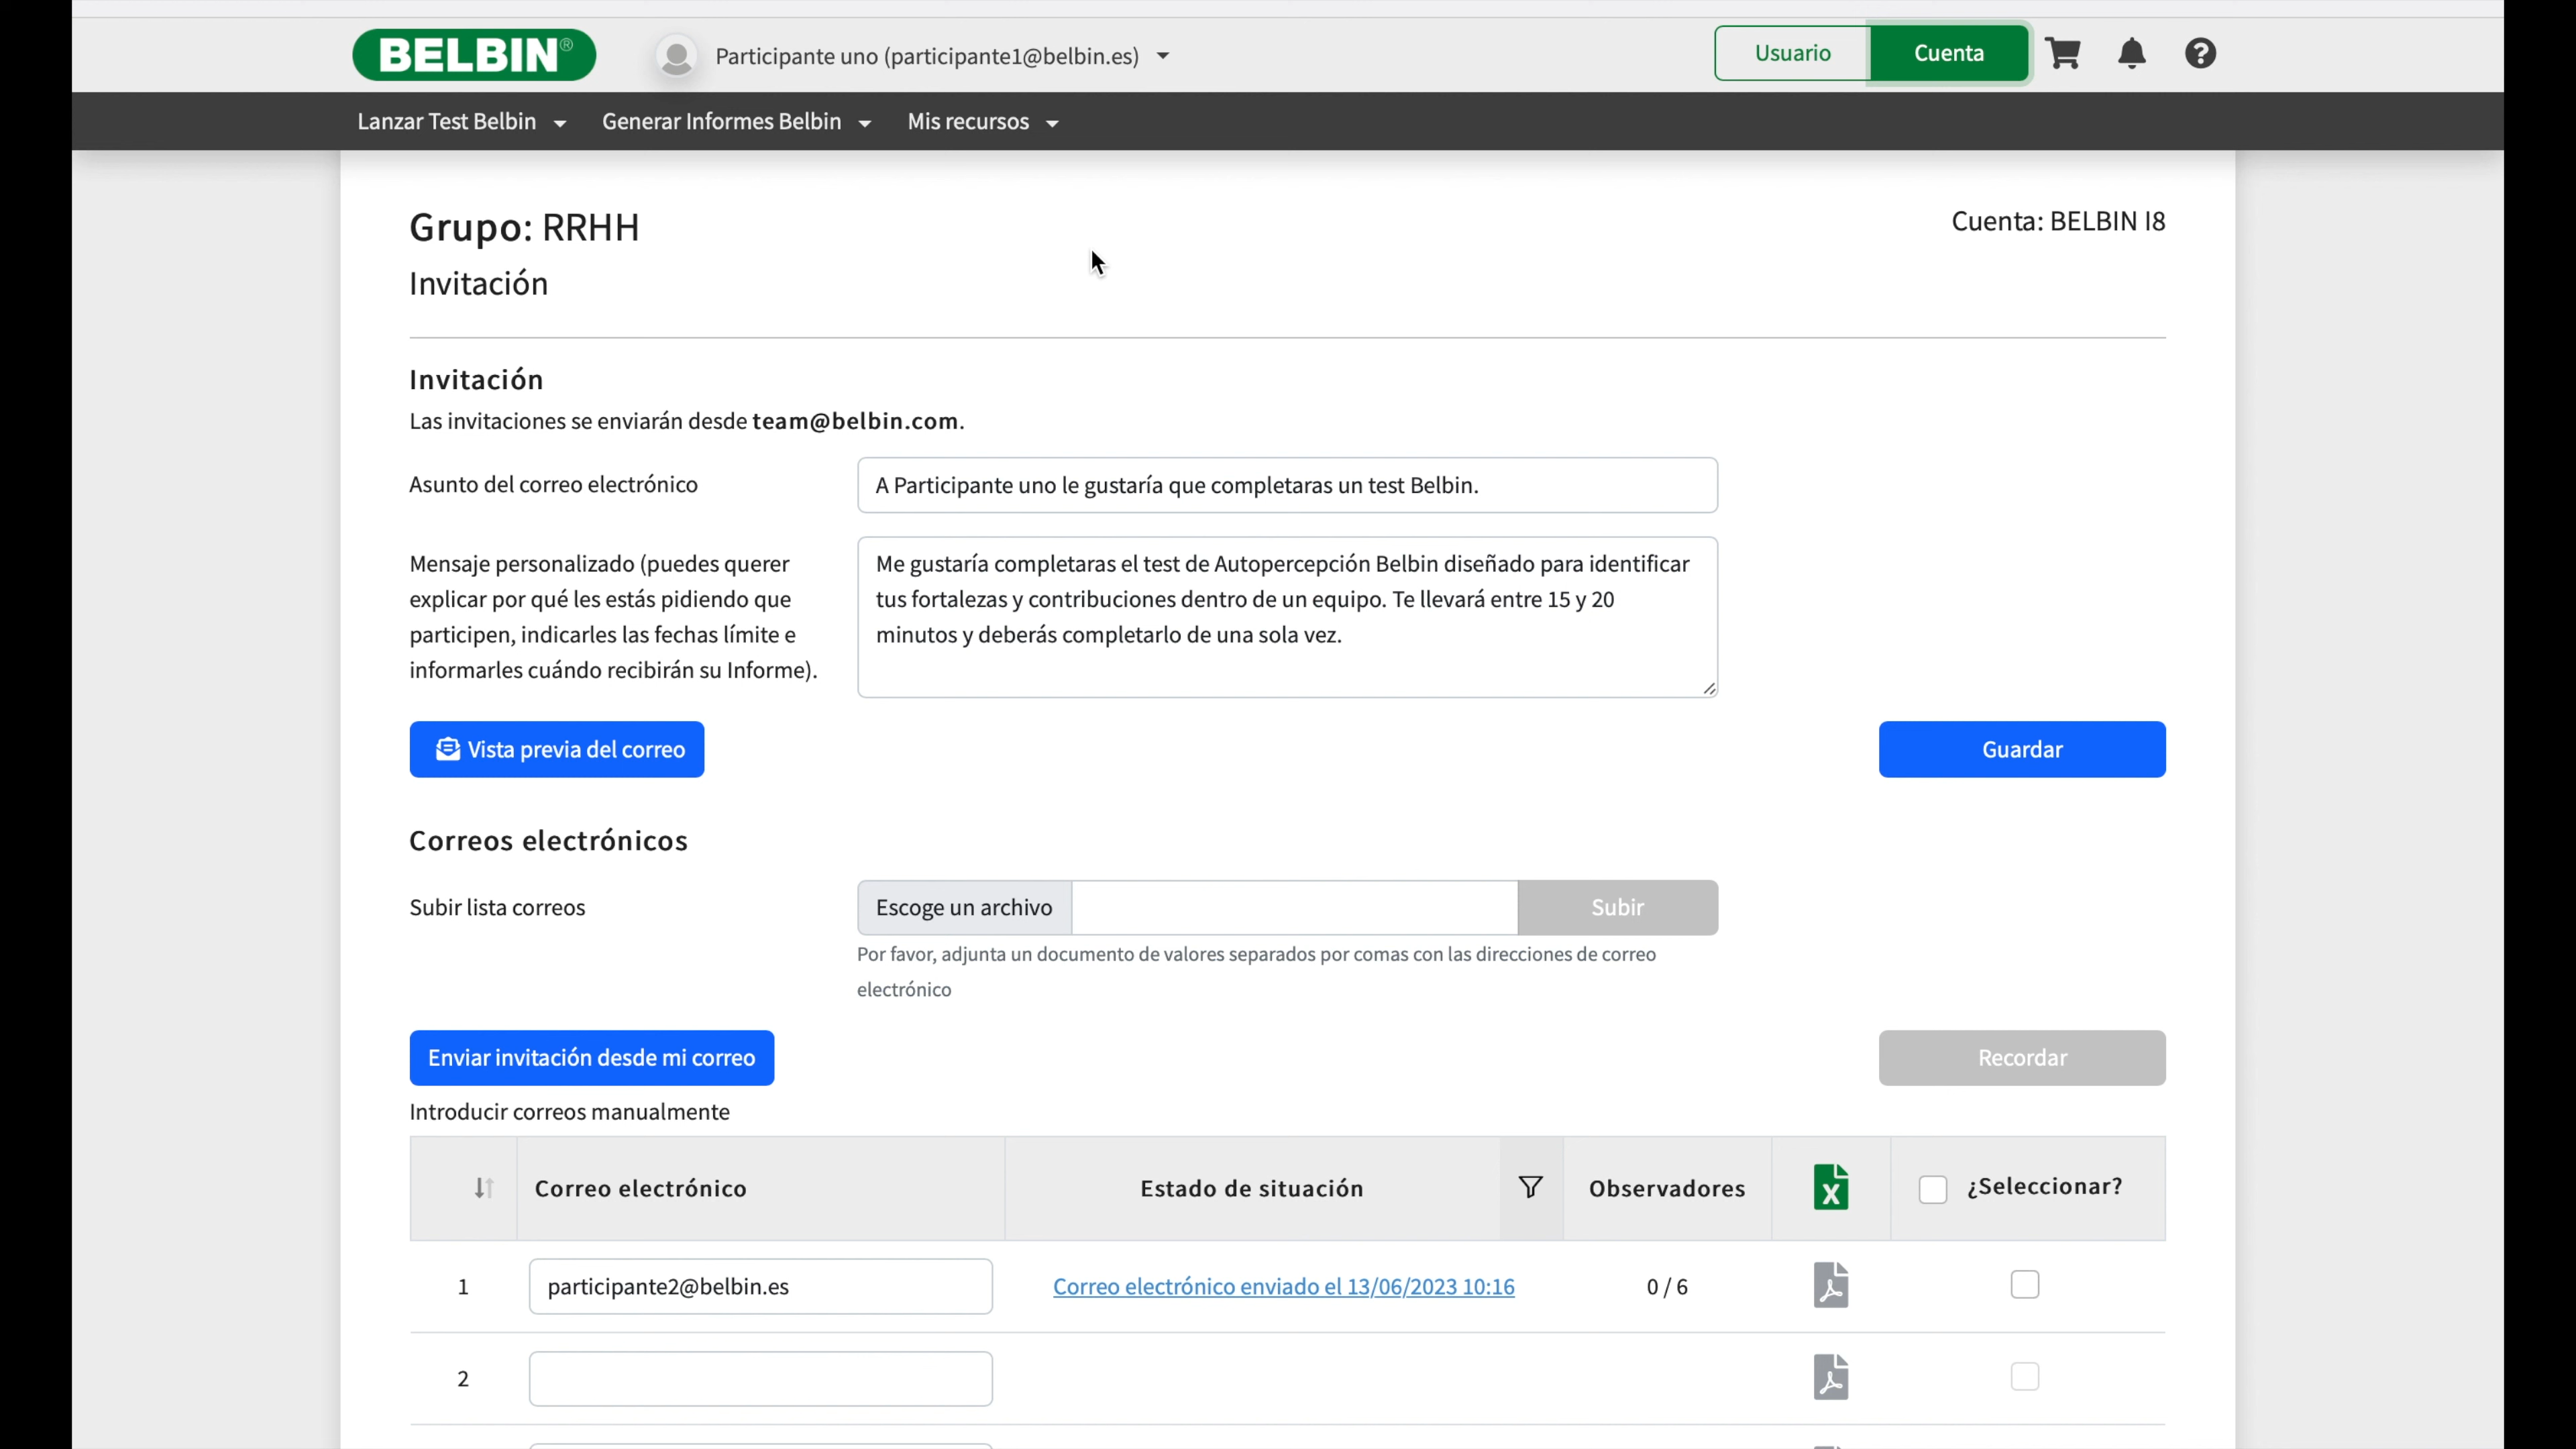 BELBIN®
Participante uno (participante1@belbin.es)
Usuario
Cuenta
Lanzar Test Belbin
Generar Informes Belbin
Mis recursos
Grupo: RRHH
Cuenta: BELBIN I8
Invitación
Invitación
Las invitaciones se enviarán desde team@belbin.com.
Asunto del correo electrónico
A Participante uno le gustaría que completaras un test Belbin.
Mensaje personalizado (puedes querer
explicar por qué les estás pidiendo que
participen, indicarles las fechas límite e
informarles cuándo recibirán su Informe).
Me gustaría completaras el test de Autopercepción Belbin diseñado para identificar
tus fortalezas y contribuciones dentro de un equipo. Te llevará entre 15 y 20
minutos y deberás completarlo de una sola vez.
Vista previa del correo
Guardar
Correos electrónicos
Subir lista correos
Escoge un archivo
Subir
Por favor, adjunta un documento de valores separados por comas con las direcciones de correo
electrónico
Enviar invitación desde mi correo
Recordar
Introducir correos manualmente
Correo electrónico
Estado de situación
Observadores
¿Seleccionar?
1
participante2@belbin.es
Correo electrónico enviado el 13/06/2023 10:16
0 / 6
2